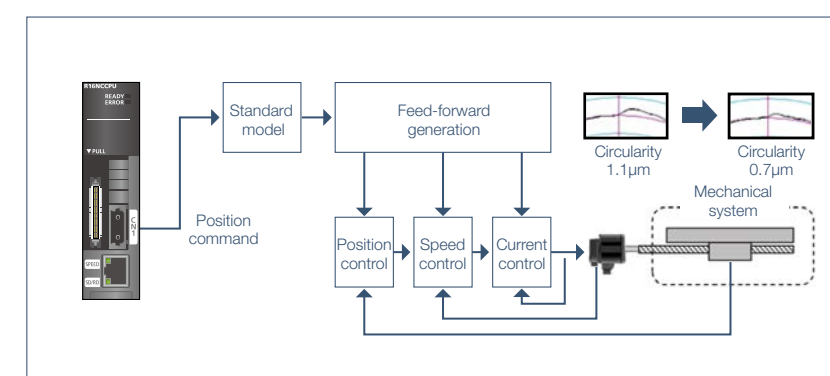 R16NCCPU
READY
ERROR
▼PULL
CN1
SPEED
SD/RD
Position
command
Standard
model
Feed-forward
generation
Position
control
Speed
control
Current
control
Circularity
1.1μm
Circularity
0.7μm
Mechanical
system